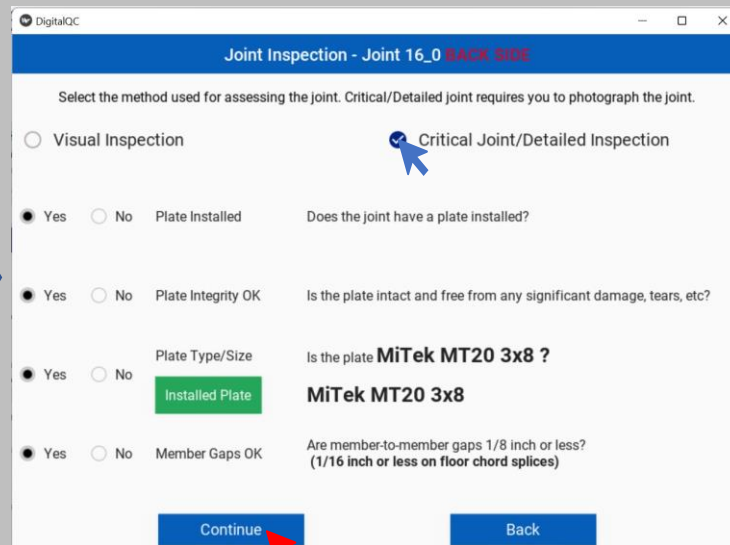 DigitalQC
Joint Inspection - Joint 16_0 BACK SIDE
Select the method used for assessing the joint. Critical/Detailed joint requires you to photograph the joint.
Visual Inspection Critical Joint/Detailed Inspection
Yes No Plate Installed Does the joint have a plate installed?
Yes No Plate Integrity OK Is the plate intact and free from any significant damage, tears, etc?
Yes No Plate Type/Size Is the plate MiTek MT20 3x8 ?
Installed Plate MiTek MT20 3x8
Yes No Member Gaps OK Are member-to-member gaps 1/8 inch or less?
(1/16 inch or less on floor chord splices)
Continue Back